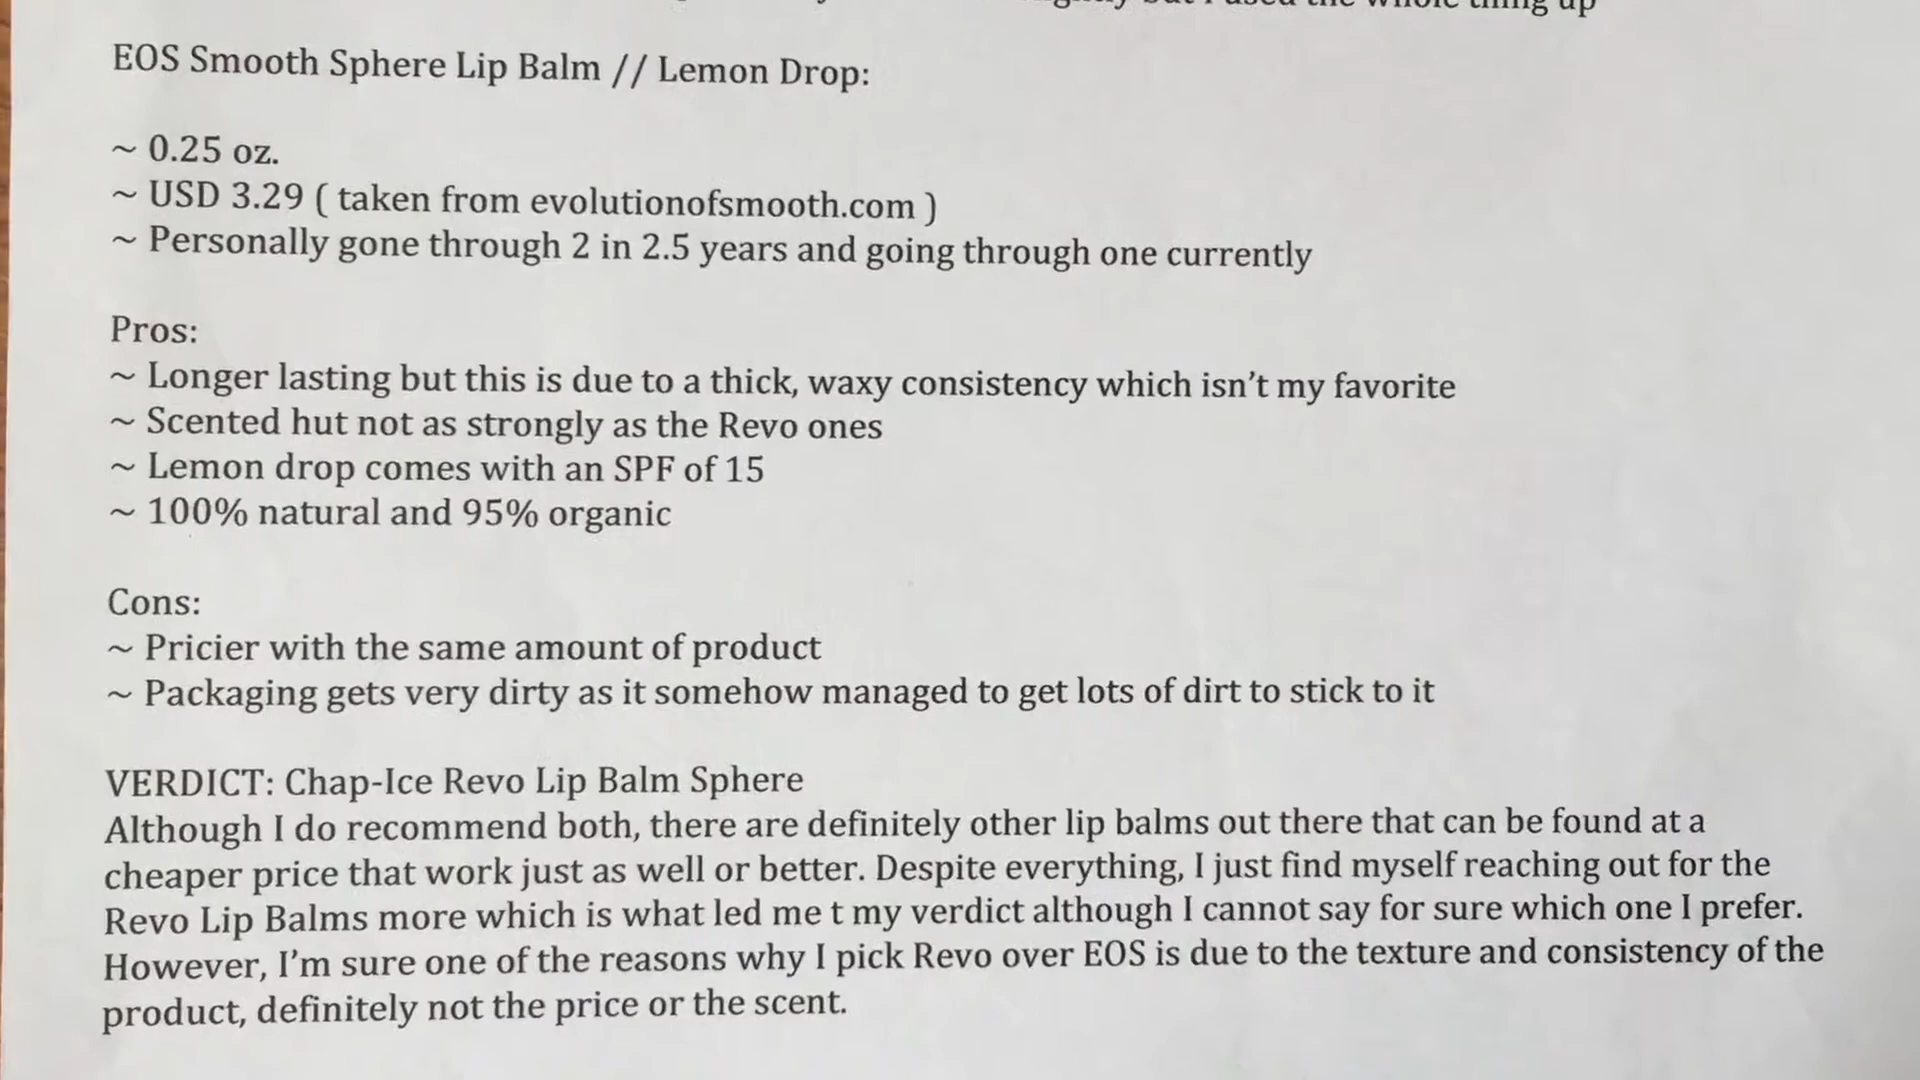 but I used the whole thing up
EOS Smooth Sphere Lip Balm // Lemon Drop:
~ 0.25 oz.
~ USD 3.29 ( taken from evolutionofsmooth.com )
~ Personally gone through 2 in 2.5 years and going through one currently
Pros:
~ Longer lasting but this is due to a thick, waxy consistency which isn't my favorite
~ Scented hut not as strongly as the Revo ones
~ Lemon drop comes with an SPF of 15
~ 100% natural and 95% organic
Cons:
~ Pricier with the same amount of product
~ Packaging gets very dirty as it somehow managed to get lots of dirt to stick to it
VERDICT: Chap-Ice Revo Lip Balm Sphere
Although I do recommend both, there are definitely other lip balms out there that can be found at a
cheaper price that work just as well or better. Despite everything, I just find myself reaching out for the
Revo Lip Balms more which is what led me t my verdict although I cannot say for sure which one I prefer.
However, I'm sure one of the reasons why I pick Revo over EOS is due to the texture and consistency of the
product, definitely not the price or the scent.